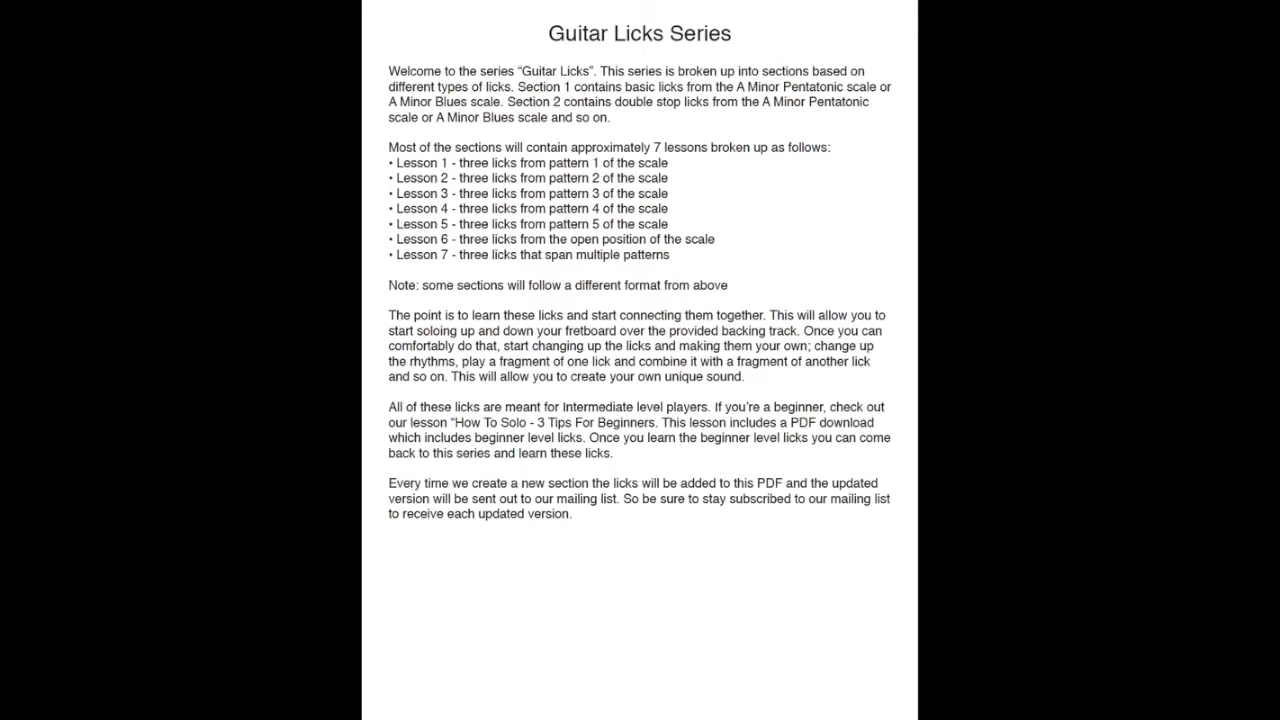 Guitar Licks Series
Welcome to the series “Guitar Licks”. This series is broken up into sections based on
different types of licks. Section 1 contains basic licks from the A Minor Pentatonic scale or
A Minor Blues scale. Section 2 contains double stop licks from the A Minor Pentatonic
scale or A Minor Blues scale and so on.
Most of the sections will contain approximately 7 lessons broken up as follows:
• Lesson 1 - three licks from pattern 1 of the scale
• Lesson 2 - three licks from pattern 2 of the scale
• Lesson 3 - three licks from pattern 3 of the scale
• Lesson 4 - three licks from pattern 4 of the scale
• Lesson 5 - three licks from pattern 5 of the scale
• Lesson 6 - three licks from the open position of the scale
• Lesson 7 - three licks that span multiple patterns
Note: some sections will follow a different format from above
The point is to learn these licks and start connecting them together. This will allow you to
start soloing up and down your fretboard over the provided backing track. Once you can
comfortably do that, start changing up the licks and making them your own; change up
the rhythms, play a fragment of one lick and combine it with a fragment of another lick
and so on. This will allow you to create your own unique sound.
All of these licks are meant for Intermediate level players. If you’re a beginner, check out
our lesson “How To Solo - 3 Tips For Beginners. This lesson includes a PDF download
which includes beginner level licks. Once you learn the beginner level licks you can come
back to this series and learn these licks.
Every time we create a new section the licks will be added to this PDF and the updated
version will be sent out to our mailing list. So be sure to stay subscribed to our mailing list
to receive each updated version.